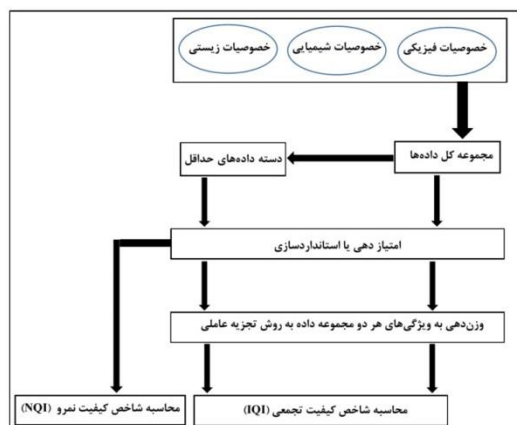 خصوصیات فیزیکی
خصوصیات شیمیایی
خصوصیات زیستی
مجموعه کل داده‌ها
دسته داده‌های حداقل
امتیاز دهی یا استانداردسازی
وزن‌دهی به ویژگی‌های هر دو مجموعه داده به روش تجزیه عاملی
محاسبه شاخص کیفیت تجمعی (IQI)
محاسبه شاخص کیفیت نمرو (NQI)